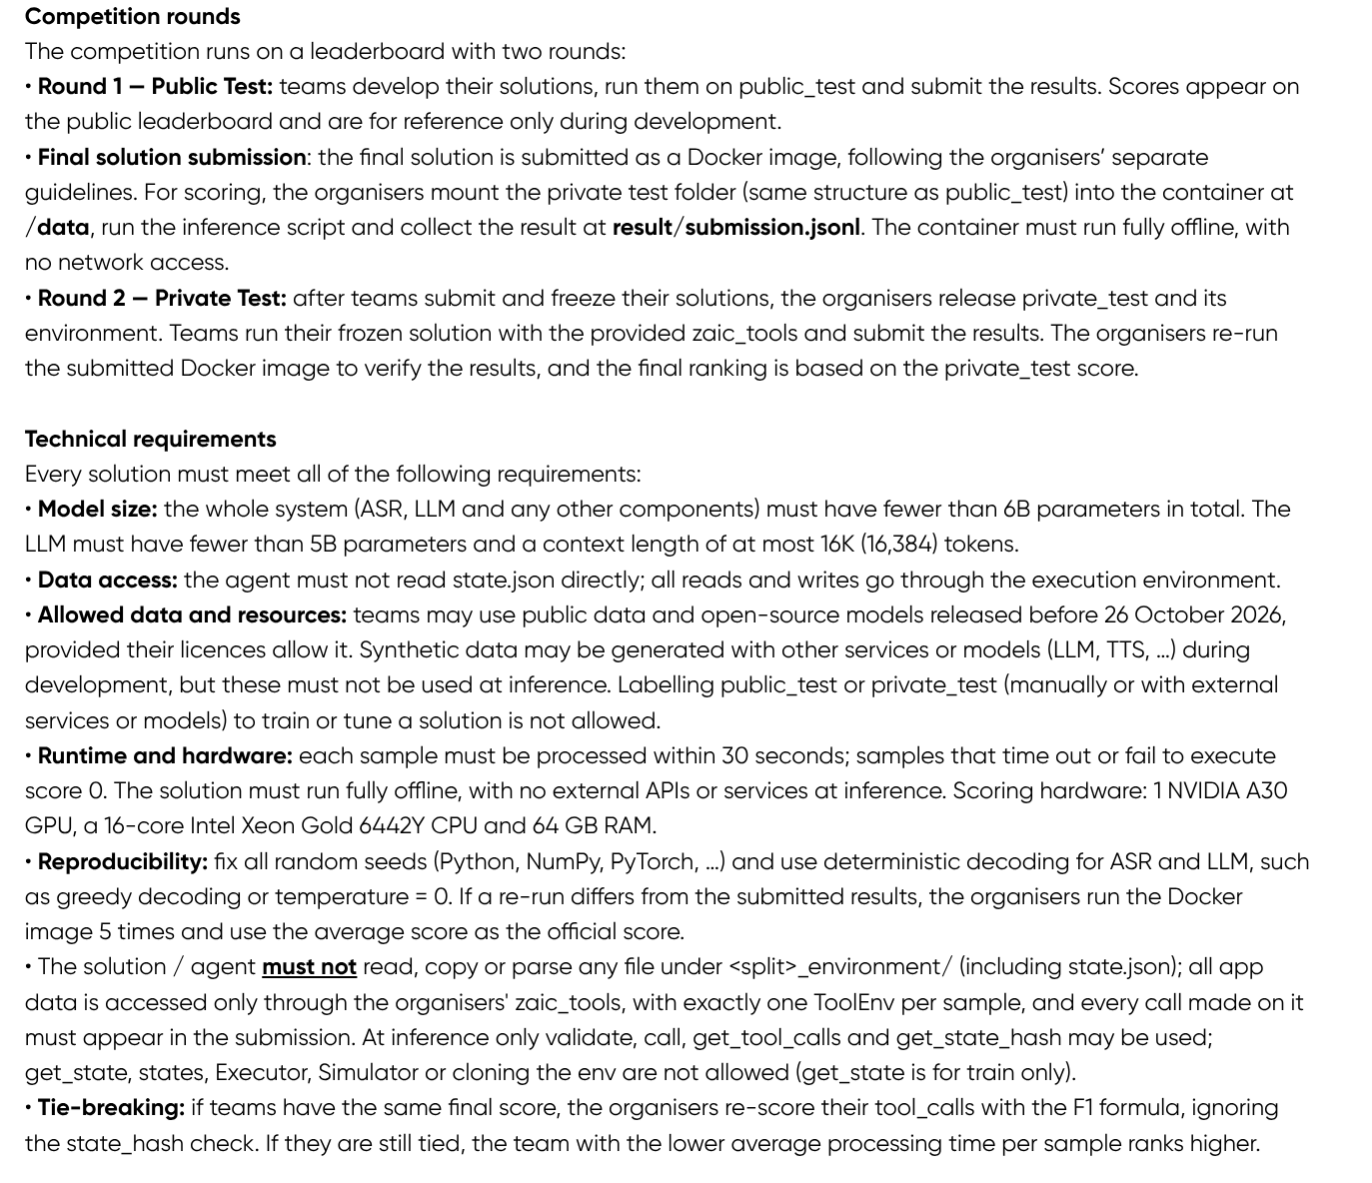 Competition rounds
The competition runs on a leaderboard with two rounds:
• Round 1 – Public Test: teams develop their solutions, run them on public_test and submit the results. Scores appear on
the public leaderboard and are for reference only during development.
• Final solution submission: the final solution is submitted as a Docker image, following the organisers’ separate
guidelines. For scoring, the organisers mount the private test folder (same structure as public_test) into the container at
/data, run the inference script and collect the result at result/submission.jsonl. The container must run fully offline, with
no network access.
• Round 2 – Private Test: after teams submit and freeze their solutions, the organisers release private_test and its
environment. Teams run their frozen solution with the provided zaic_tools and submit the results. The organisers re-run
the submitted Docker image to verify the results, and the final ranking is based on the private_test score.
Technical requirements
Every solution must meet all of the following requirements:
• Model size: the whole system (ASR, LLM and any other components) must have fewer than 6B parameters in total. The
LLM must have fewer than 5B parameters and a context length of at most 16K (16,384) tokens.
• Data access: the agent must not read state.json directly; all reads and writes go through the execution environment.
• Allowed data and resources: teams may use public data and open-source models released before 26 October 2026,
provided their licences allow it. Synthetic data may be generated with other services or models (LLM, TTS, ...) during
development, but these must not be used at inference. Labelling public_test or private_test (manually or with external
services or models) to train or tune a solution is not allowed.
• Runtime and hardware: each sample must be processed within 30 seconds; samples that time out or fail to execute
score 0. The solution must run fully offline, with no external APIs or services at inference. Scoring hardware: 1 NVIDIA A30
GPU, a 16-core Intel Xeon Gold 6442Y CPU and 64 GB RAM.
• Reproducibility: fix all random seeds (Python, NumPy, PyTorch, ...) and use deterministic decoding for ASR and LLM, such
as greedy decoding or temperature = 0. If a re-run differs from the submitted results, the organisers run the Docker
image 5 times and use the average score as the official score.
• The solution / agent must not read, copy or parse any file under <split>_environment/ (including state.json); all app
data is accessed only through the organisers' zaic_tools, with exactly one ToolEnv per sample, and every call made on it
must appear in the submission. At inference only validate, call, get_tool_calls and get_state_hash may be used;
get_state, states, Executor, Simulator or cloning the env are not allowed (get_state is for train only).
• Tie-breaking: if teams have the same final score, the organisers re-score their tool_calls with the F1 formula, ignoring
the state_hash check. If they are still tied, the team with the lower average processing time per sample ranks higher.